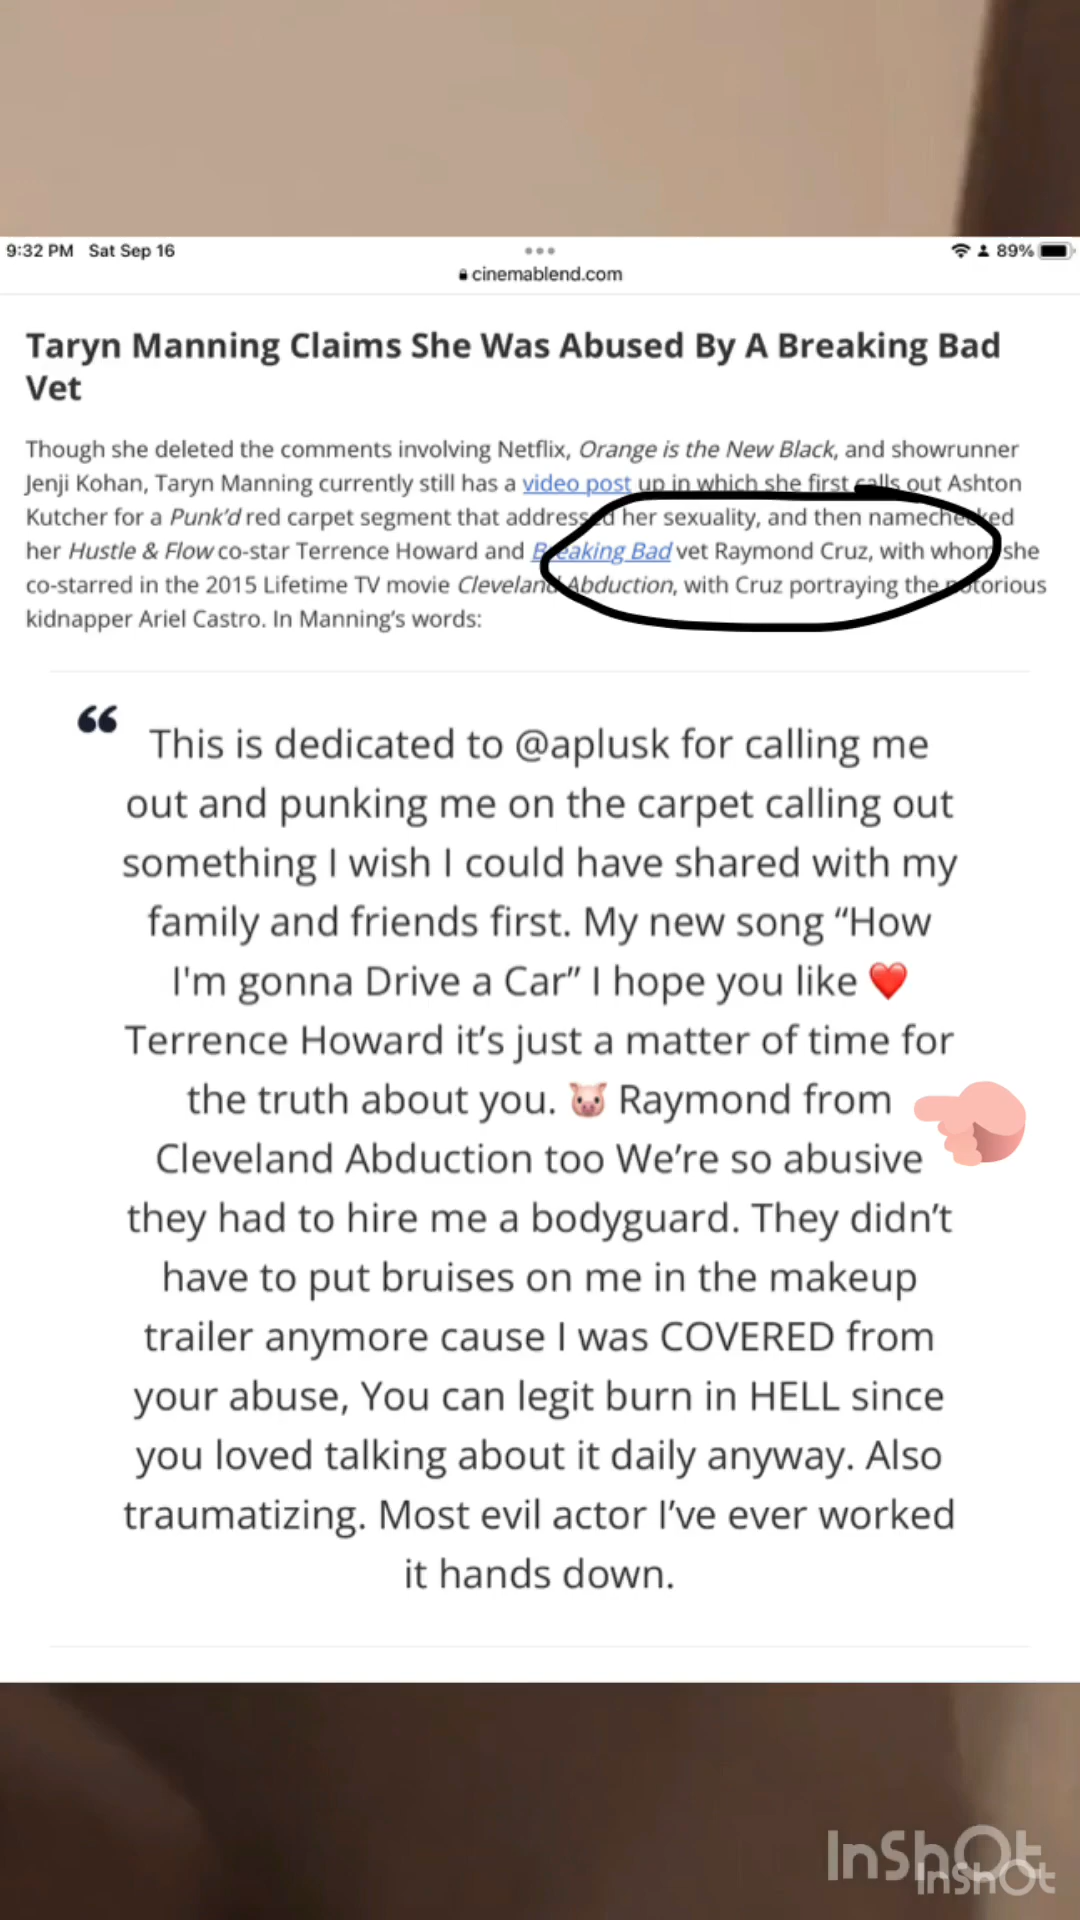 9:32 PM Sat Sep 16
89%
cinemablend.com
Taryn Manning Claims She Was Abused By A Breaking Bad
Vet
Though she deleted the comments involving Netflix, Orange is the New Black, and showrunner
Jenji Kohan, Taryn Manning currently still has a video post up in which she first calls out Ashton
Kutcher for a Punk’d red carpet segment that addressed her sexuality, and then namechecked
her Hustle & Flow co-star Terrence Howard and Breaking Bad vet Raymond Cruz, with whom she
co-starred in the 2015 Lifetime TV movie Cleveland Abduction, with Cruz portraying the notorious
kidnapper Ariel Castro. In Manning’s words:
“ This is dedicated to @aplusk for calling me
out and punking me on the carpet calling out
something I wish I could have shared with my
family and friends first. My new song “How
I'm gonna Drive a Car” I hope you like ❤️
Terrence Howard it’s just a matter of time for
the truth about you. 🐷 Raymond from
Cleveland Abduction too We’re so abusive
they had to hire me a bodyguard. They didn’t
have to put bruises on me in the makeup
trailer anymore cause I was COVERED from
your abuse, You can legit burn in HELL since
you loved talking about it daily anyway. Also
traumatizing. Most evil actor I’ve ever worked
it hands down.
InShOt
InShOt